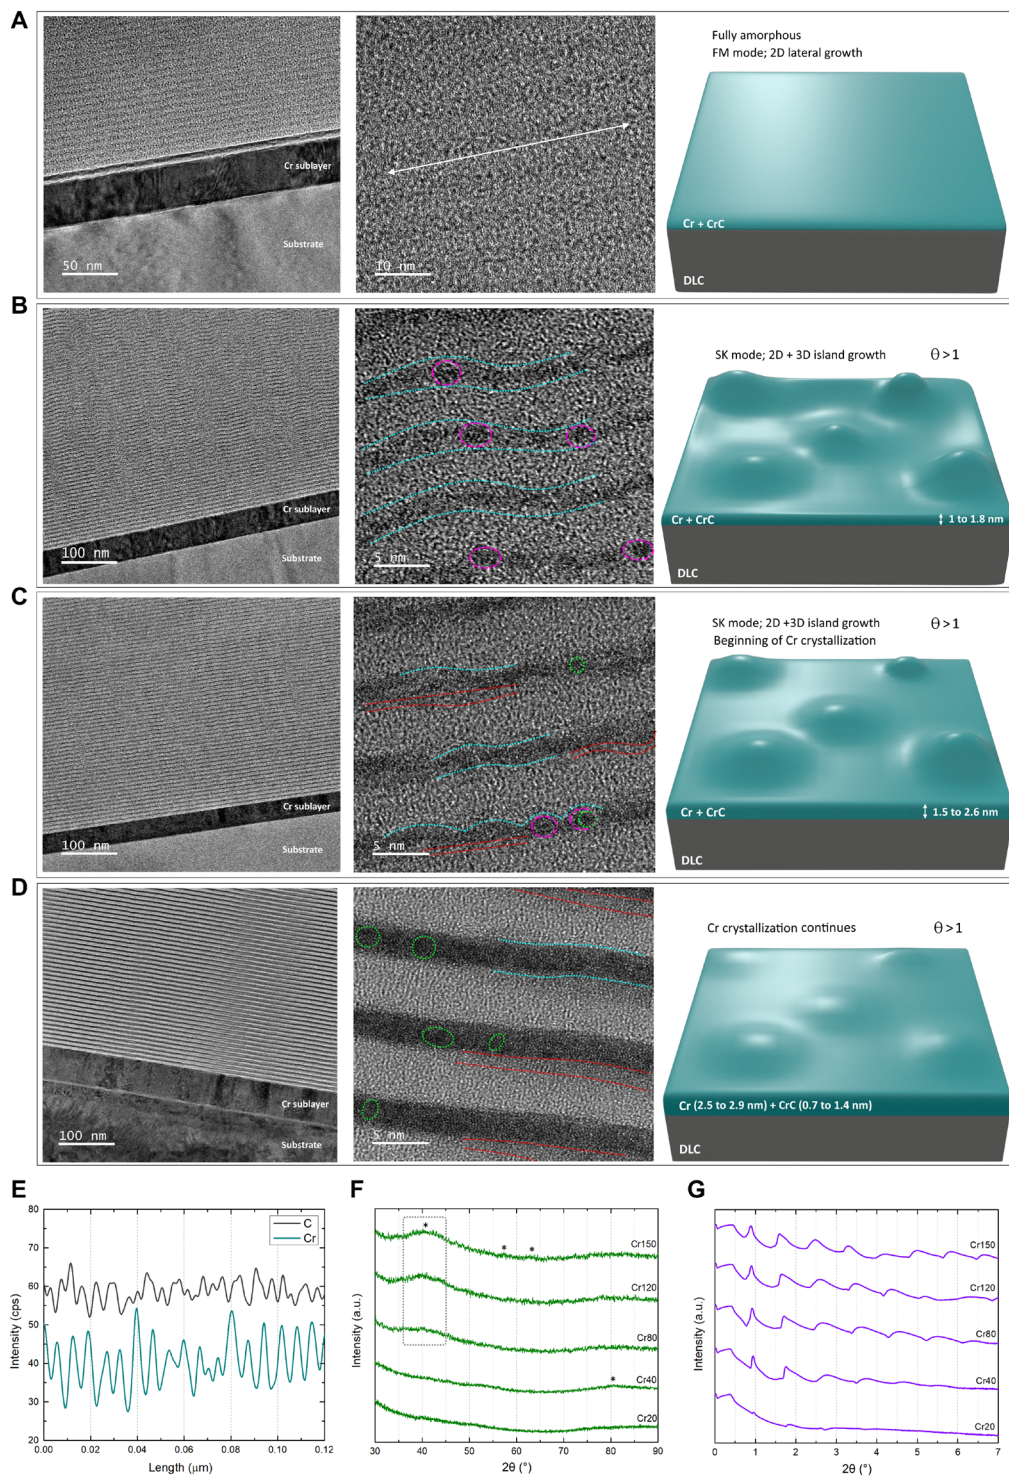 A
Cr sublayer
Substrate
50 nm
10 nm
Fully amorphous
FM mode; 2D lateral growth
Cr + CrC
DLC
B
Cr sublayer
Substrate
100 nm
5 nm
SK mode; 2D + 3D island growth
Θ > 1
Cr + CrC
1 to 1.8 nm
DLC
C
Cr sublayer
Substrate
100 nm
5 nm
SK mode; 2D +3D island growth
Θ > 1
Beginning of Cr crystallization
Cr + CrC
1.5 to 2.6 nm
DLC
D
Cr sublayer
Substrate
100 nm
5 nm
Cr crystallization continues
Θ > 1
Cr (2.5 to 2.9 nm) + CrC (0.7 to 1.4 nm)
DLC
E
80
70
60
50
40
30
20
Intensity (cps)
C
Cr
0.00 0.02 0.04 0.06 0.08 0.10 0.12
Length (μm)
F
Intensity (a.u.)
* * *
Cr150
Cr120
Cr80
*
Cr40
Cr20
30 40 50 60 70 80 90
2θ (°)
G
Intensity (a.u.)
Cr150
Cr120
Cr80
Cr40
Cr20
0 1 2 3 4 5 6 7
2θ (°)